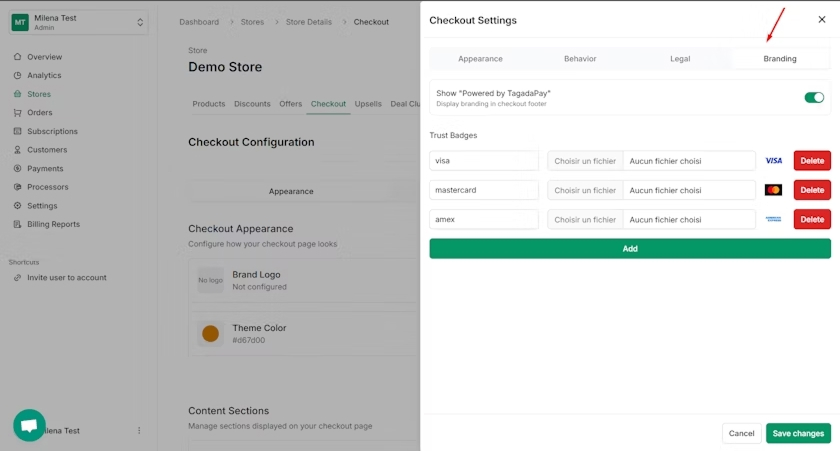 MT
Milena Test
Admin
Overview
Analytics
Stores
Orders
Subscriptions
Customers
Payments
Processors
Settings
Billing Reports
Shortcurs
Invite user to account
lena Test
Dashboard > Stores > Store Details > Checkout
Store
Demo Store
Products Discounts Offers Checkout Upsells Deal Clu
Checkout Configuration
Appearance
Checkout Appearance
Configure how your checkout page looks
No logo
Brand Logo
Not configured
Theme Color
#d67d00
Content Sections
Manage sections displayed on your checkout page
Checkout Settings
Appearance Behavior Legal Branding
Show "Powered by TagadaPay"
Display branding in checkout footer
Trust Badges
visa Choisir un fichier Aucun fichier choisi VISA Delete
mastercard Choisir un fichier Aucun fichier choisi Delete
amex Choisir un fichier Aucun fichier choisi AMERICAN EXPRESS Delete
Add
Cancel Save changes